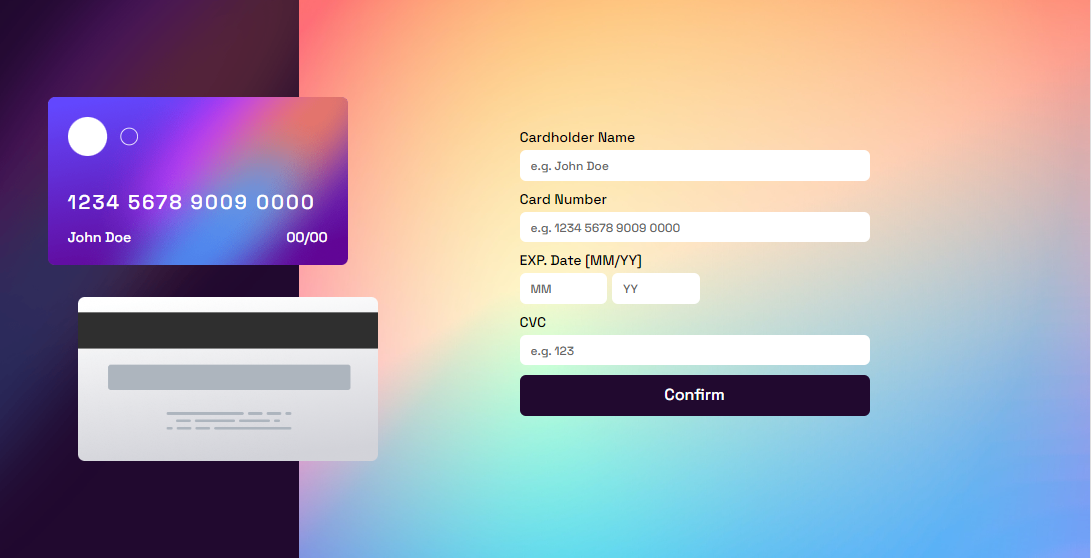 1234 5678 9009 0000
John Doe 00/00
Cardholder Name
e.g. John Doe
Card Number
e.g. 1234 5678 9009 0000
EXP. Date [MM/YY]
MM YY
CVC
e.g. 123
Confirm